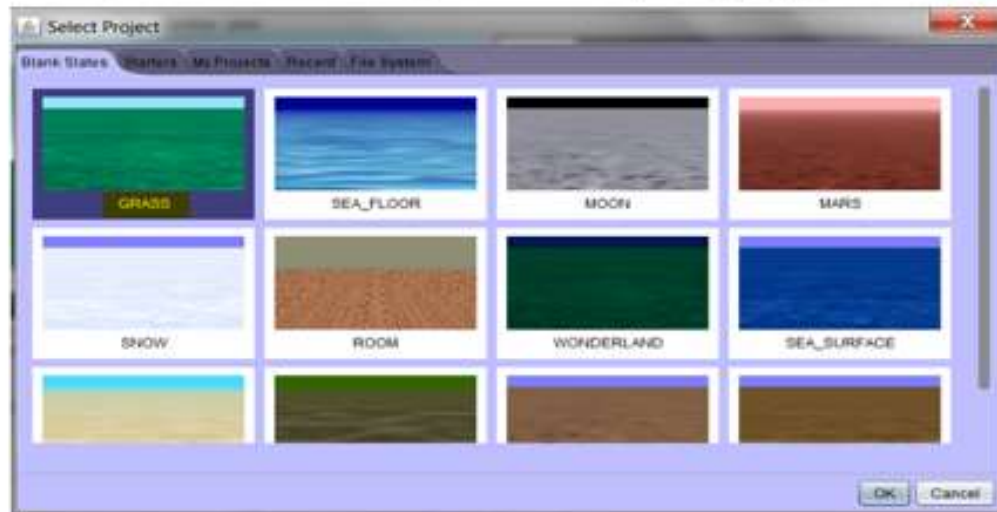 Select Project
Blank Slates Starters My Projects Recent File System
GRASS SEA_FLOOR MOON MARS
SNOW ROOM WONDERLAND SEA_SURFACE
OK Cancel